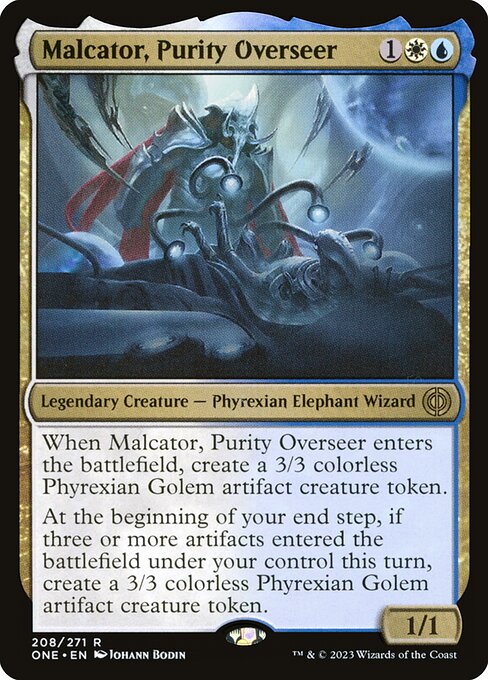 Malcator, Purity Overseer 1
Legendary Creature — Phyrexian Elephant Wizard
When Malcator, Purity Overseer enters
the battlefield, create a 3/3 colorless
Phyrexian Golem artifact creature token.
At the beginning of your end step, if
three or more artifacts entered the
battlefield under your control this turn,
create a 3/3 colorless Phyrexian Golem
artifact creature token.
1/1
208/271 R
ONE • EN Johann Bodin
™ & © 2023 Wizards of the Coast